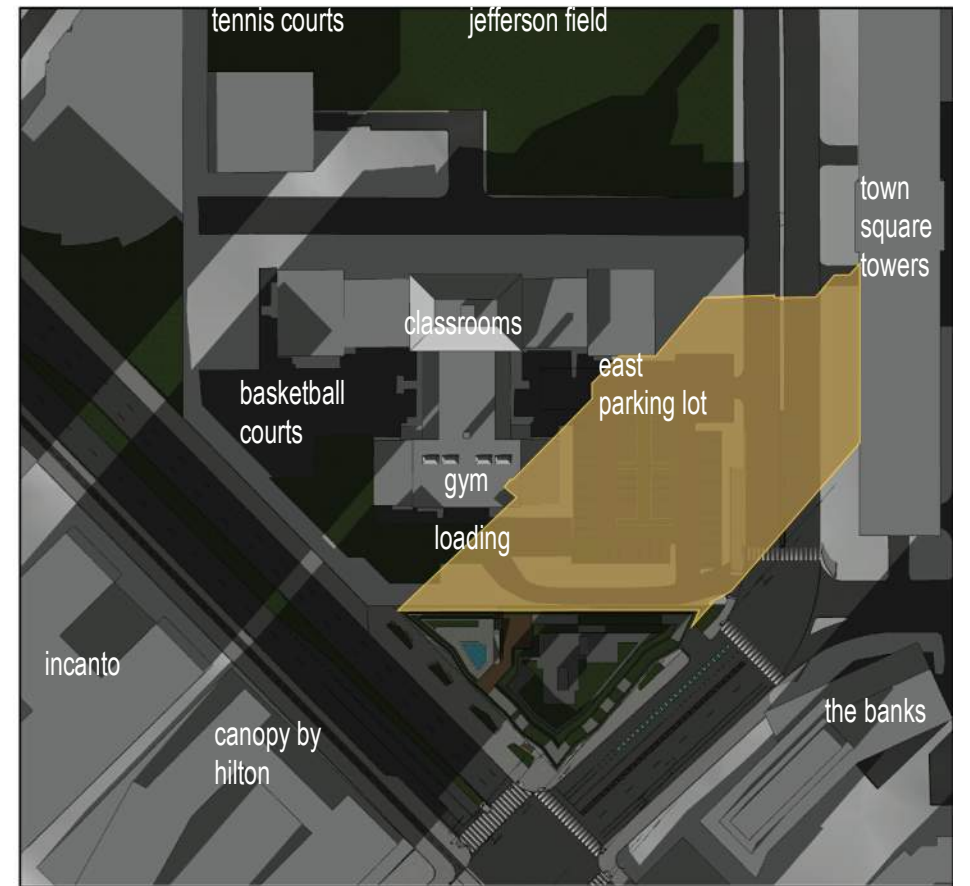 tennis courts
jefferson field
town
square
towers
classrooms
east
parking lot
basketball
courts
gym
loading
incanto
canopy by
hilton
the banks